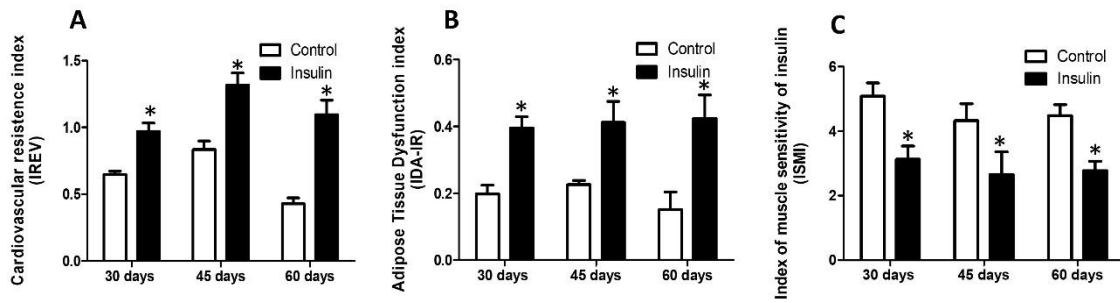 A
Cardiovascular resistence index
(IREV)
Control
Insulin
1.5
1.0
0.5
0.0
*
*
*
30 days
45 days
60 days
B
Adipose Tissue Dysfunction index
(IDA-IR)
Control
Insulin
0.6
0.4
0.2
0.0
*
*
*
30 days
45 days
60 days
C
Index of muscle sensitivity of insulin
(ISMI)
Control
Insulin
6
4
2
0
*
*
*
30 days
45 days
60 days